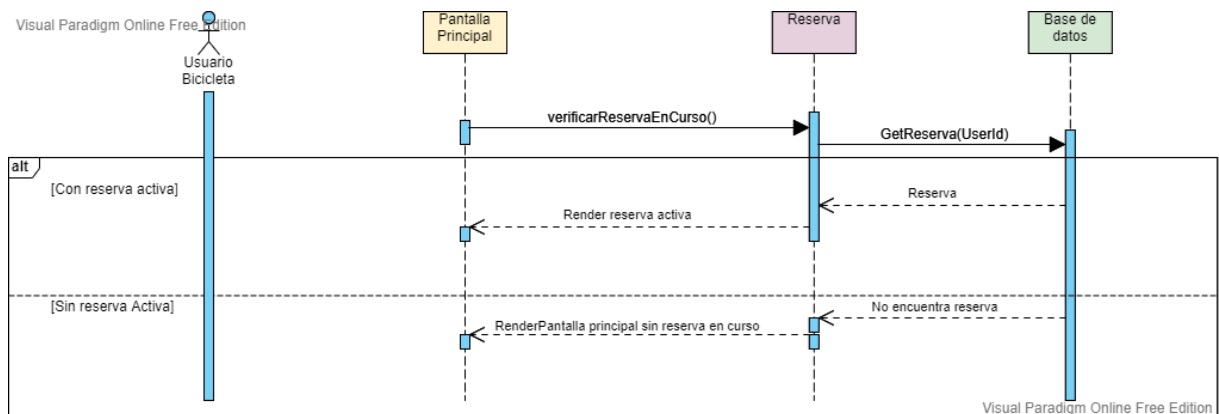 Visual Paradigm Online Free Edition
Pantalla
Principal
Reserva
Base de
datos
Usuario
Bicicleta
verificarReservaEnCurso()
GetReserva(UserId)
alt
[Con reserva activa]
Reserva
Render reserva activa
[Sin reserva Activa]
No encuentra reserva
RenderPantalla principal sin reserva en curso
Visual Paradigm Online Free Edition